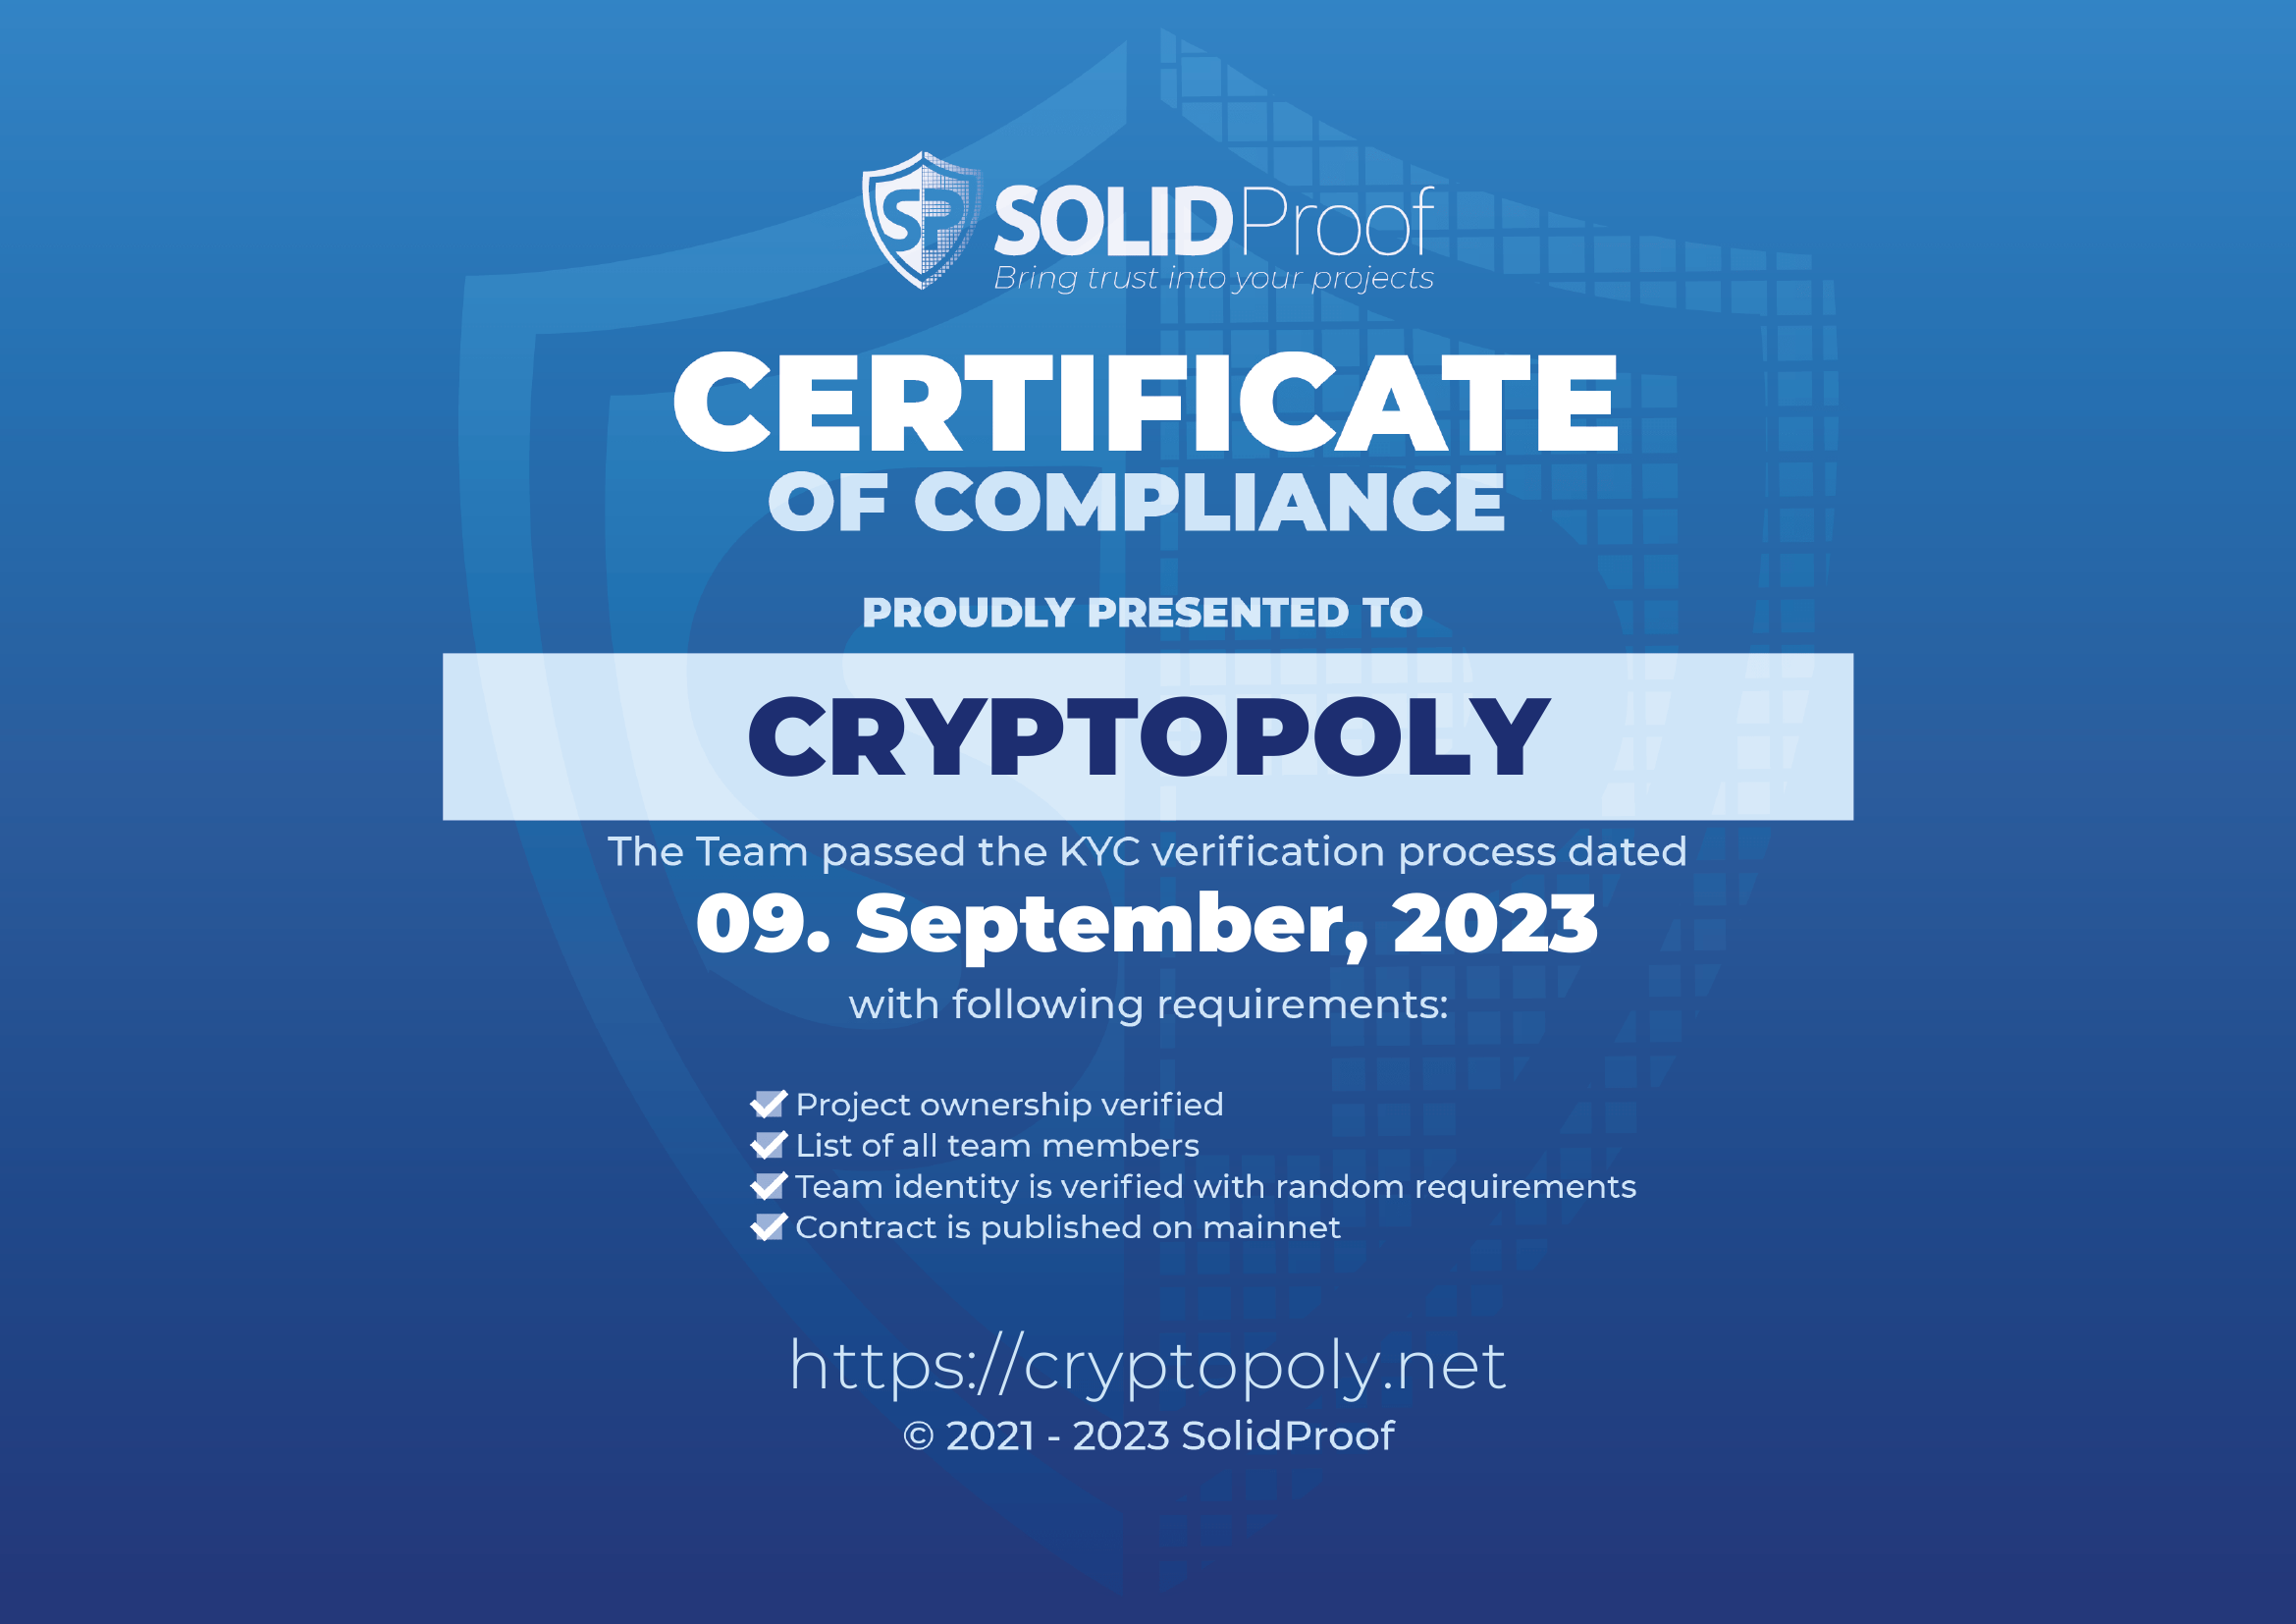 SP SOLIDProof
Bring trust into your projects
CERTIFICATE
OF COMPLIANCE
PROUDLY PRESENTED TO
CRYPTOPOLY
The Team passed the KYC verification process dated
09. September, 2023
with following requirements:
Project ownership verified
List of all team members
Team identity is verified with random requirements
Contract is published on mainnet
https://cryptopoly.net
© 2021 - 2023 SolidProof